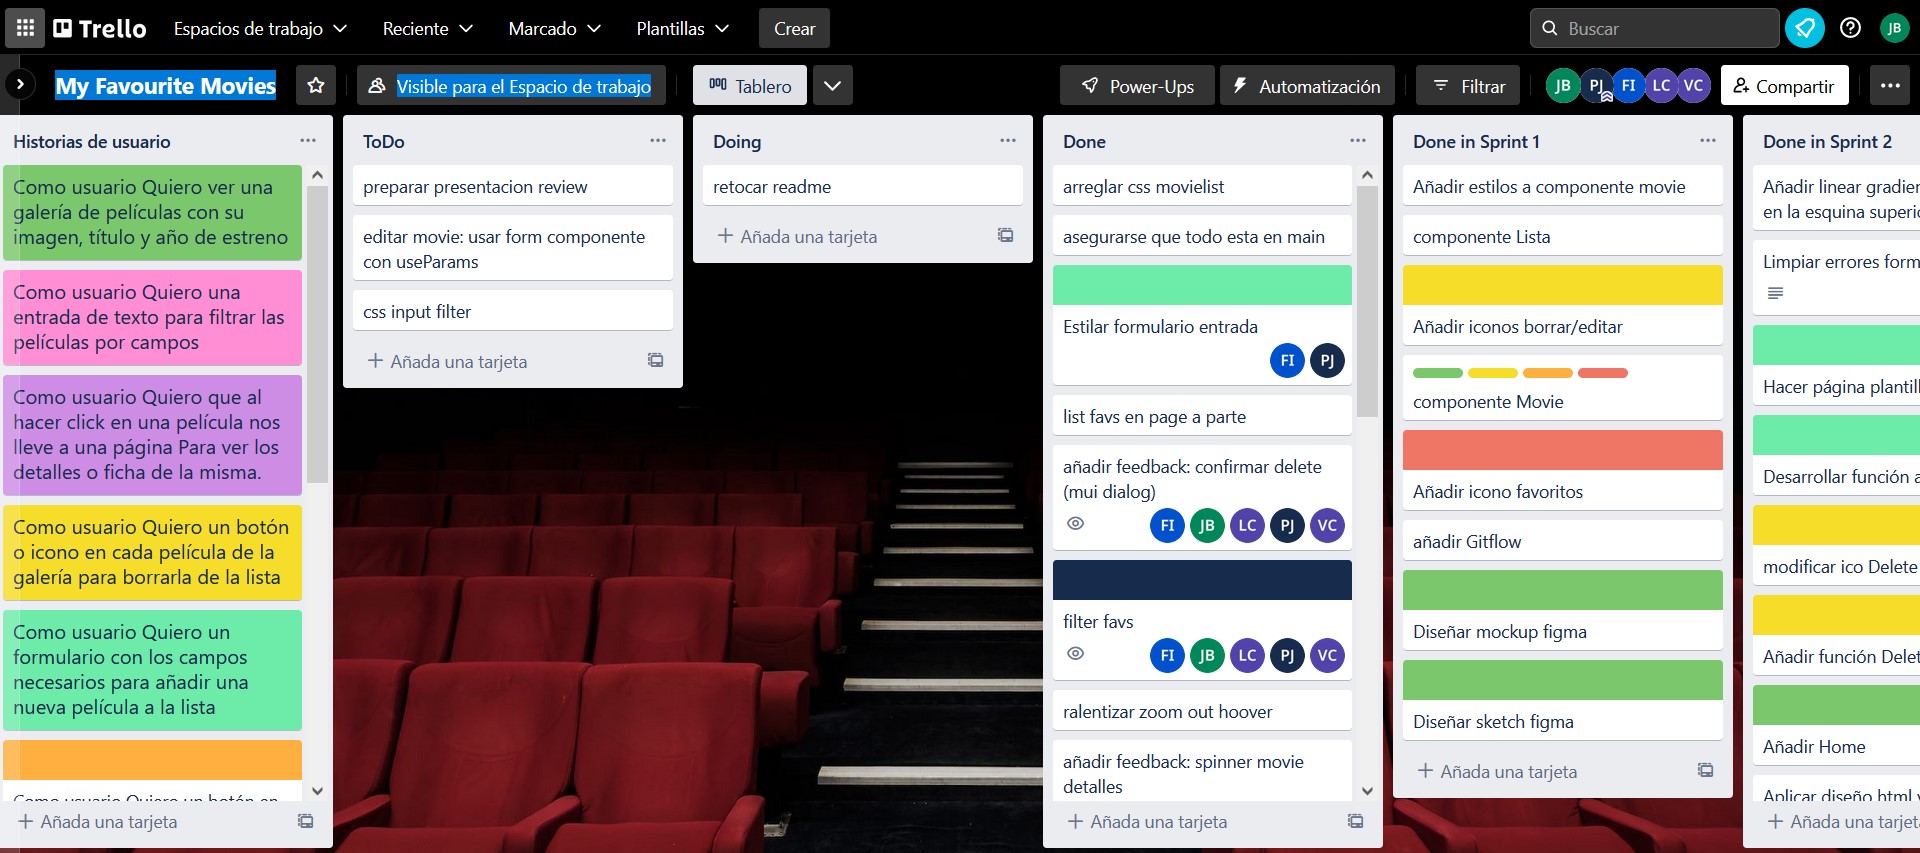 Trello
Espacios de trabajo
Reciente
Marcado
Plantillas
Crear
Buscar
JB
My Favourite Movies
Visible para el Espacio de trabajo
Tablero
Power-Ups
Automatización
Filtrar
JB
PJ
FI
LC
VC
Compartir
Historias de usuario
Como usuario Quiero ver una
galería de películas con su
imagen, título y año de estreno
Como usuario Quiero una
entrada de texto para filtrar las
películas por campos
Como usuario Quiero que al
hacer click en una película nos
lleve a una página Para ver los
detalles o ficha de la misma.
Como usuario Quiero un botón
o icono en cada película de la
galería para borrarla de la lista
Como usuario Quiero un
formulario con los campos
necesarios para añadir una
nueva película a la lista
Como usuario Quiero un botón en
+ Añada una tarjeta
ToDo
preparar presentacion review
editar movie: usar form componente
con useParams
css input filter
+ Añada una tarjeta
Doing
retocar readme
+ Añada una tarjeta
Done
arreglar css movielist
asegurarse que todo esta en main
Estilar formulario entrada
FI PJ
list favs en page a parte
añadir feedback: confirmar delete
(mui dialog)
FI JB LC PJ VC
filter favs
FI JB LC PJ VC
ralentizar zoom out hoover
añadir feedback: spinner movie
detalles
+ Añada una tarjeta
Done in Sprint 1
Añadir estilos a componente movie
componente Lista
Añadir iconos borrar/editar
componente Movie
Añadir icono favoritos
añadir Gitflow
Diseñar mockup figma
Diseñar sketch figma
+ Añada una tarjeta
Done in Sprint 2
Añadir linear gradie
en la esquina superi
Limpiar errores form
Hacer página plantil
Desarrollar función a
modificar ico Delete
Añadir función Delet
Añadir Home
Aplicar diseño html
+ Añada una tarje